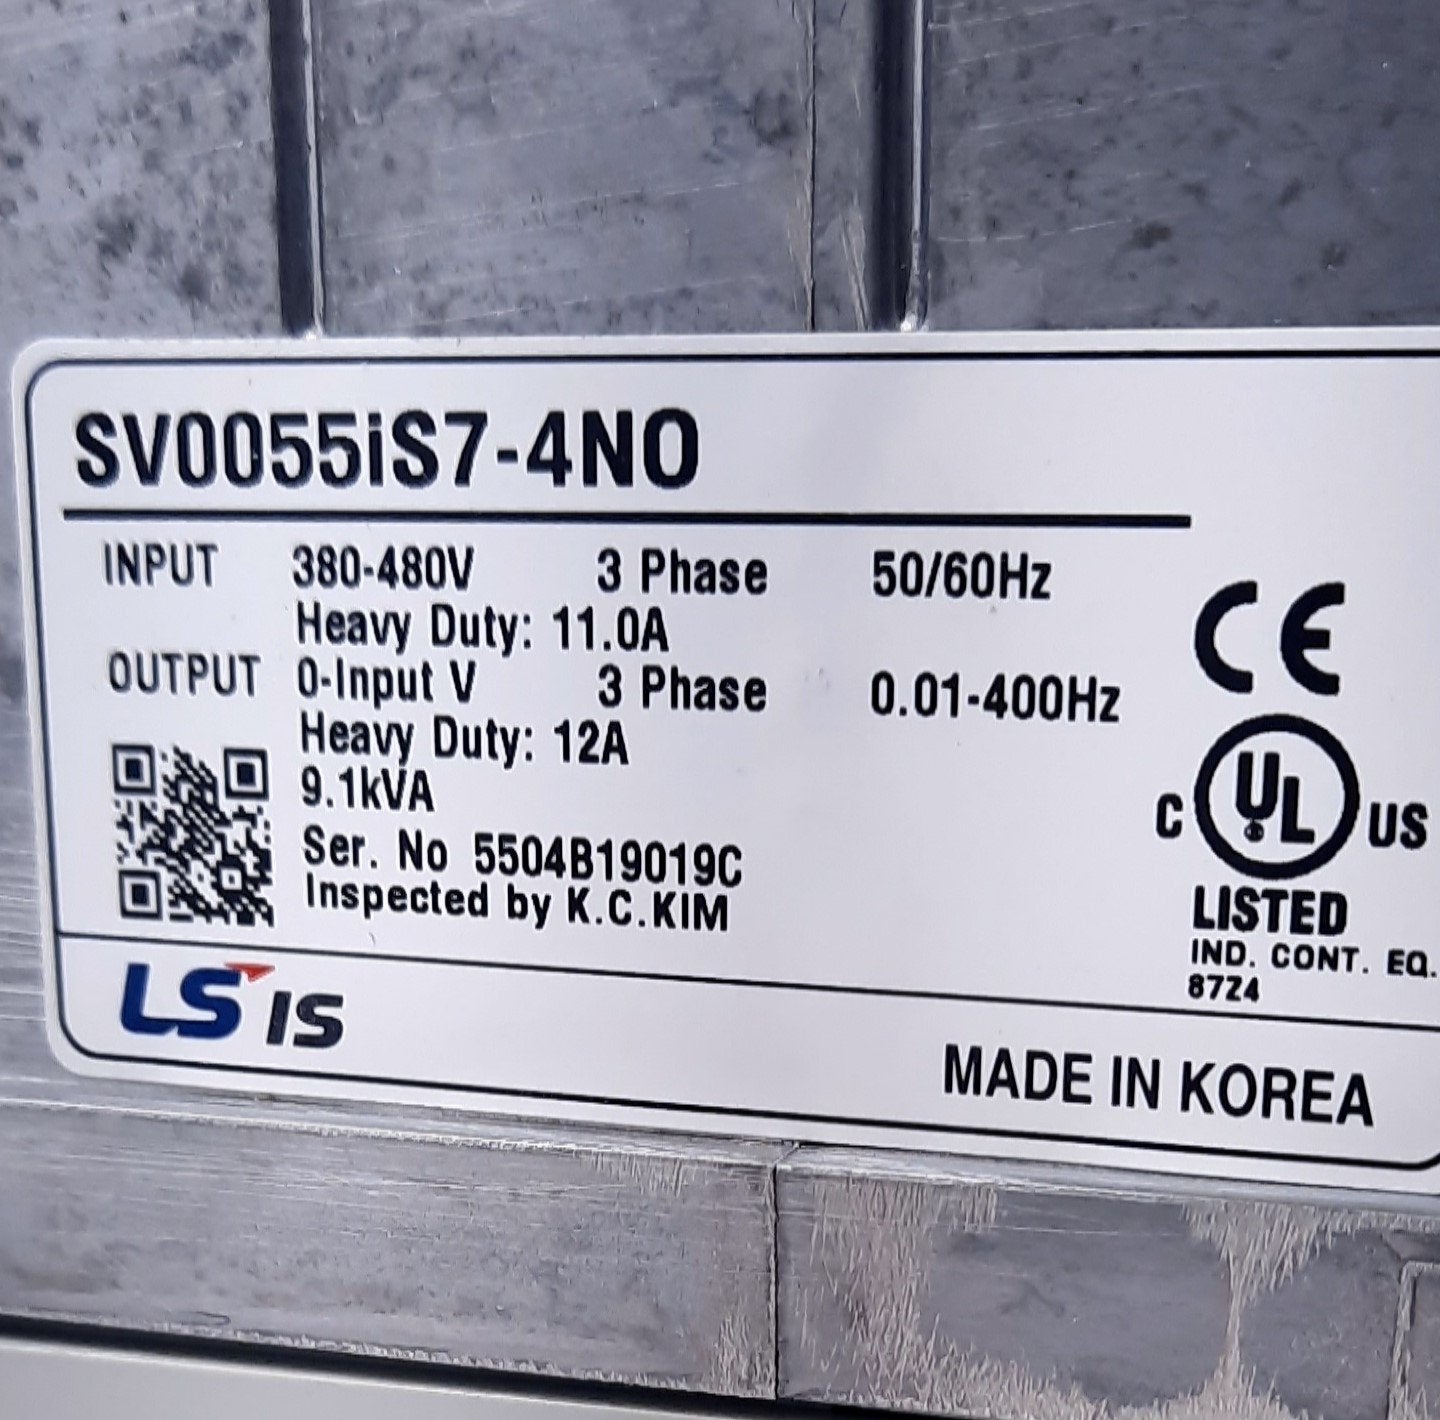 SV0055iS7-4NO
INPUT 380-480V 3 Phase 50/60Hz
Heavy Duty: 11.0A
OUTPUT 0-Input V 3 Phase 0.01-400Hz
Heavy Duty: 12A
9.1kVA
Ser. No 5504B19019C
Inspected by K.C.KIM
CE
C UL US
LISTED
IND. CONT. EQ.
87Z4
LS IS
MADE IN KOREA